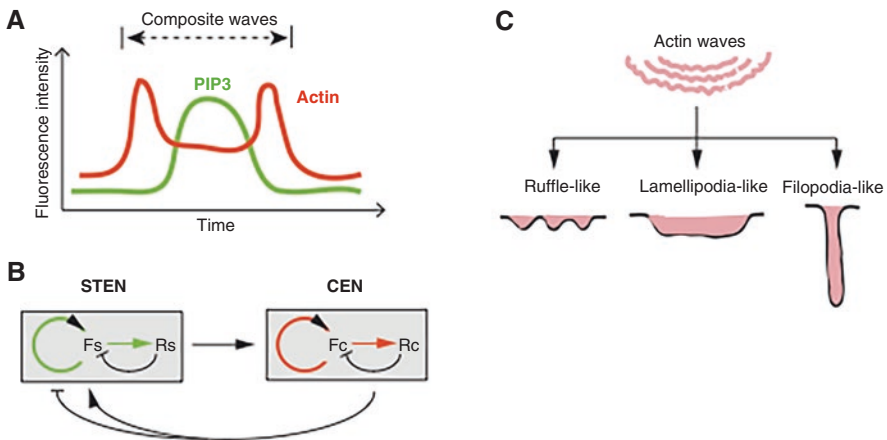 A
Composite waves
Fluorescence intensity
PIP3
Actin
Time
B
STEN
CEN
Fs
Rs
Fc
Rc
C
Actin waves
Ruffle-like
Lamellipodia-like
Filopodia-like